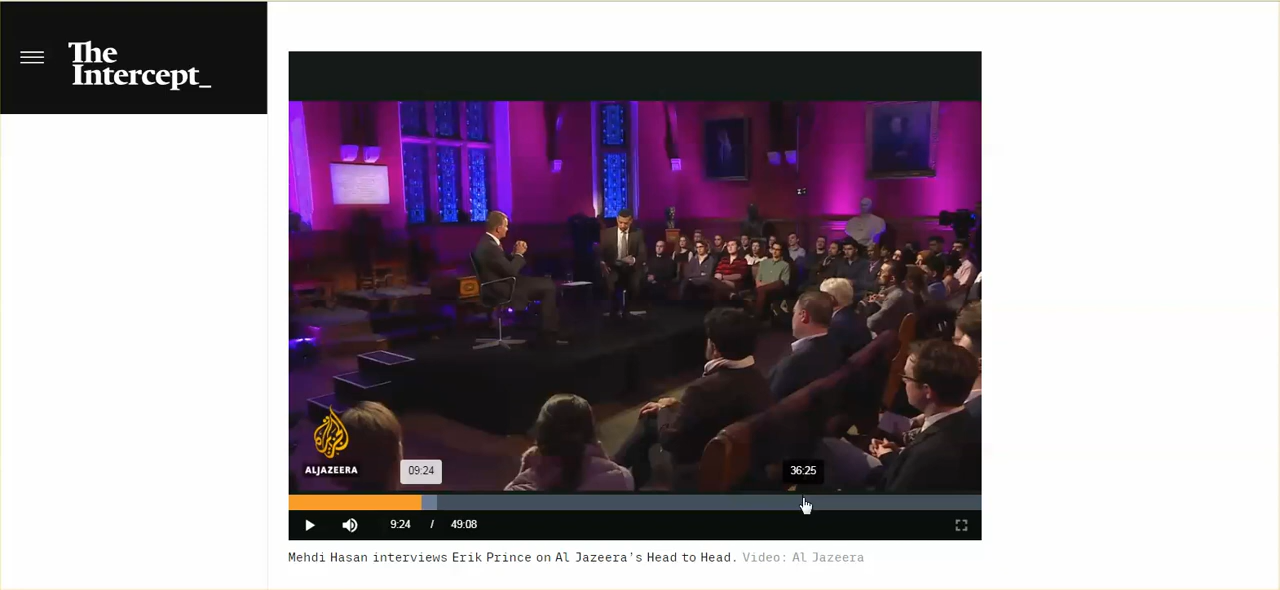 The
Intercept_
ALJAZEERA
09:24
36:25
9:24 / 49:08
Mehdi Hasan interviews Erik Prince on Al Jazeera's Head to Head. Video: Al Jazeera